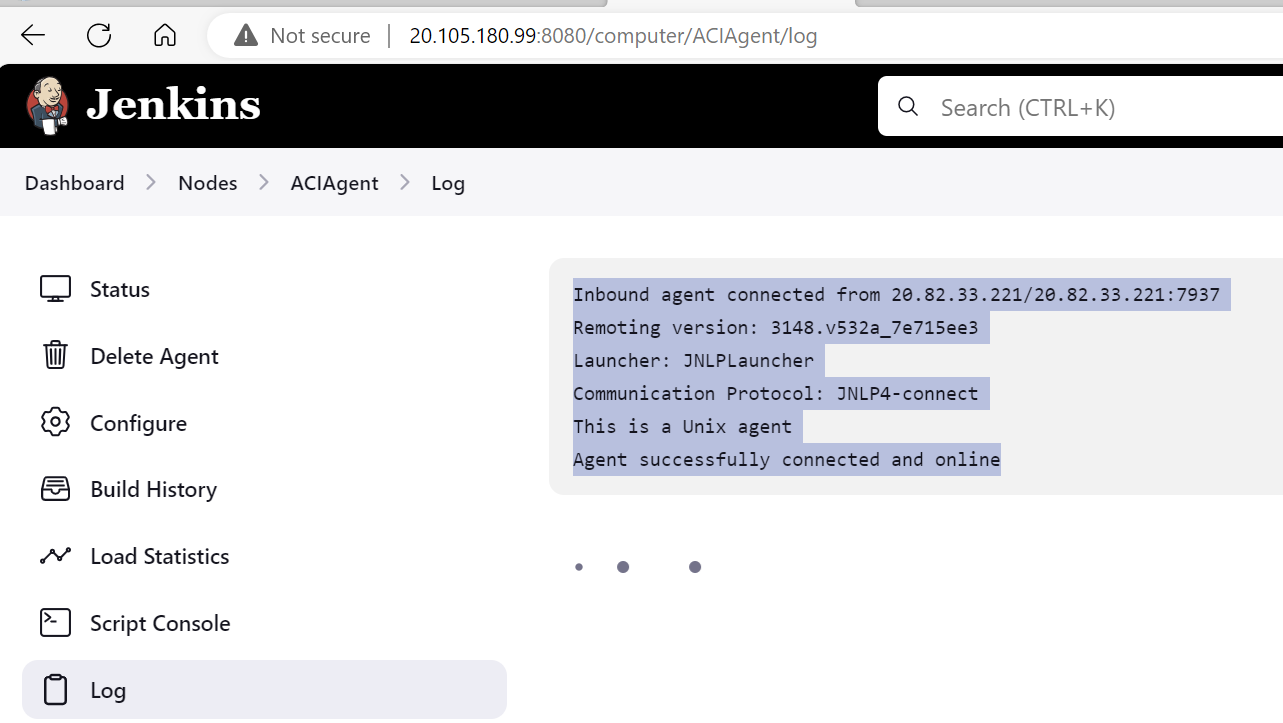 Not secure | 20.105.180.99:8080/computer/ACIAgent/log
Jenkins
Search (CTRL+K)
Dashboard > Nodes > ACIAgent > Log
Status
Delete Agent
Configure
Build History
Load Statistics
Script Console
Log
Inbound agent connected from 20.82.33.221/20.82.33.221:7937
Remoting version: 3148.v532a_7e715ee3
Launcher: JNLPLauncher
Communication Protocol: JNLP4-connect
This is a Unix agent
Agent successfully connected and online